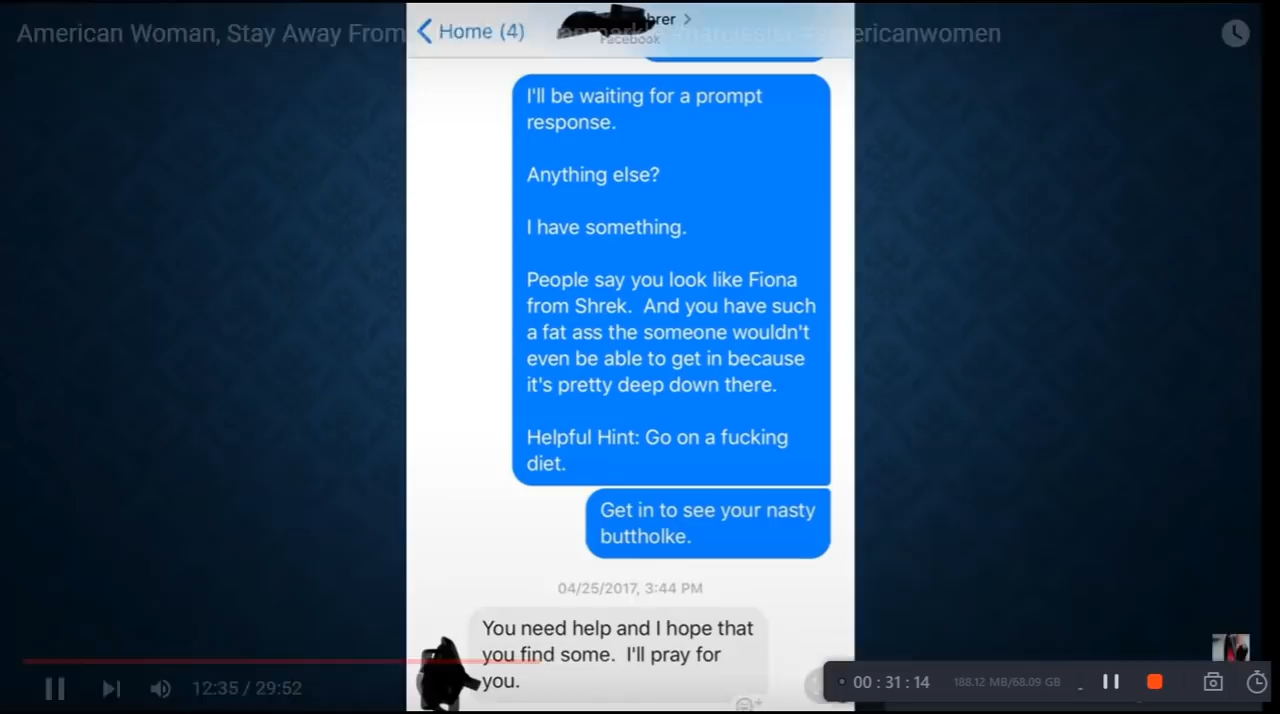 American Woman, Stay Away From
ericanwomen
Home (4)
Facebook
I'll be waiting for a prompt
response.
Anything else?
I have something.
People say you look like Fiona
from Shrek.  And you have such
a fat ass the someone wouldn't
even be able to get in because
it's pretty deep down there.
Helpful Hint: Go on a fucking
diet.
Get in to see your nasty
buttholke.
04/25/2017, 3:44 PM
You need help and I hope that
you find some.  I'll pray for
you.
12:35 / 29:52
00:31:14
188.12 MB/68.09 GB